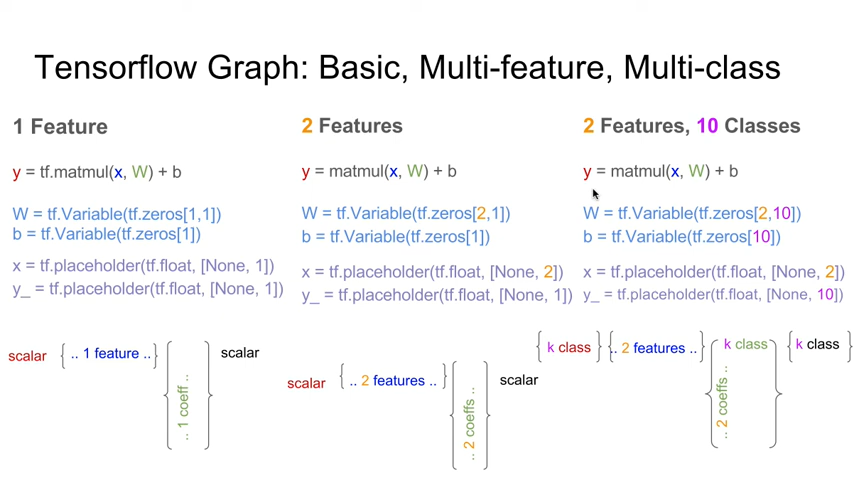 Tensorflow Graph: Basic, Multi-feature, Multi-class
1 Feature
y = tf.matmul(x, W) + b
W = tf.Variable(tf.zeros[1,1])
b = tf.Variable(tf.zeros[1])
x = tf.placeholder(tf.float, [None, 1])
y_ = tf.placeholder(tf.float, [None, 1])
scalar { .. 1 feature .. } scalar
.. 1 coeff ..
2 Features
y = matmul(x, W) + b
W = tf.Variable(tf.zeros[2,1])
b = tf.Variable(tf.zeros[1])
x = tf.placeholder(tf.float, [None, 2])
y_ = tf.placeholder(tf.float, [None, 1])
scalar { .. 2 features .. } scalar
.. 2 coeffs ..
2 Features, 10 Classes
y = matmul(x, W) + b
W = tf.Variable(tf.zeros[2,10])
b = tf.Variable(tf.zeros[10])
x = tf.placeholder(tf.float, [None, 2])
y_ = tf.placeholder(tf.float, [None, 10])
{ k class } { .. 2 features .. } k class { k class }
.. 2 coeffs ..